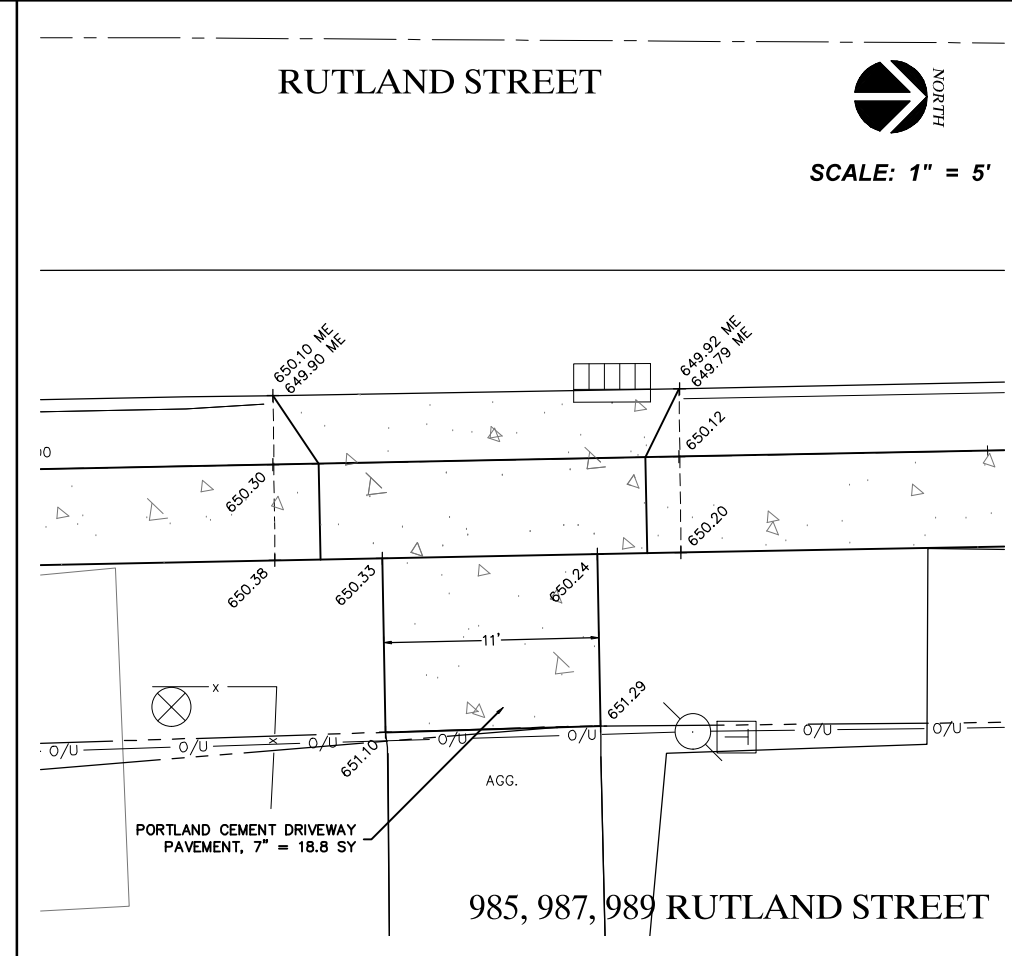 RUTLAND STREET
NORTH
SCALE: 1" = 5'
650.10 ME
649.90 ME
649.92 ME
649.79 ME
650.12
650.30
650.20
650.38
650.33
650.24
11'
651.29
x
x
O/U
O/U
O/U
O/U
O/U
O/U
O/U
651.10
AGG.
PORTLAND CEMENT DRIVEWAY
PAVEMENT, 7" = 18.8 SY
985, 987, 989 RUTLAND STREET